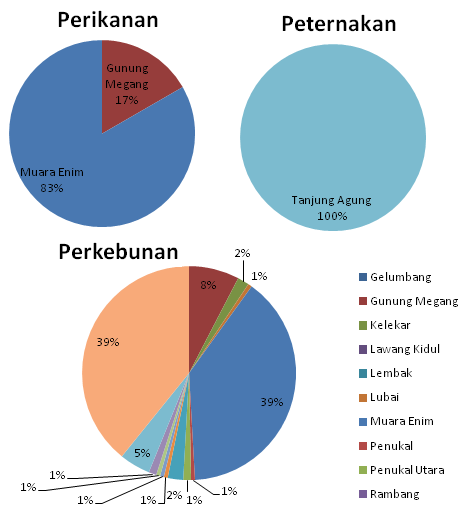 Perikanan
Gunung
Megang
17%
Muara Enim
83%
Peternakan
Tanjung Agung
100%
Perkebunan
8%
2%
1%
39%
1%
1%
2%
1%
1%
1%
1%
5%
39%
Gelumbang
Gunung Megang
Kelekar
Lawang Kidul
Lembak
Lubai
Muara Enim
Penukal
Penukal Utara
Rambang